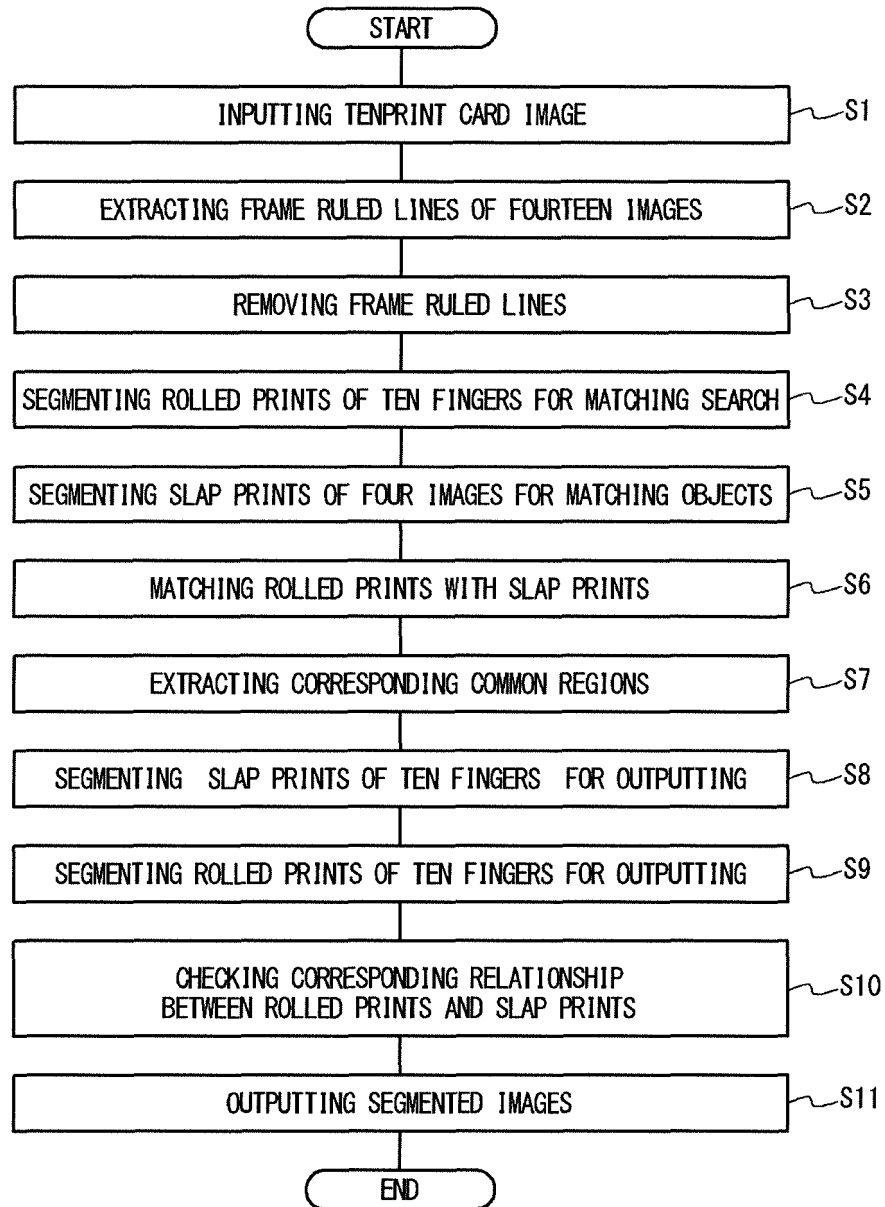 START
INPUTTING TENPRINT CARD IMAGE
S1
EXTRACTING FRAME RULED LINES OF FOURTEEN IMAGES
S2
REMOVING FRAME RULED LINES
S3
SEGMENTING ROLLED PRINTS OF TEN FINGERS FOR MATCHING SEARCH
S4
SEGMENTING SLAP PRINTS OF FOUR IMAGES FOR MATCHING OBJECTS
S5
MATCHING ROLLED PRINTS WITH SLAP PRINTS
S6
EXTRACTING CORRESPONDING COMMON REGIONS
S7
SEGMENTING SLAP PRINTS OF TEN FINGERS FOR OUTPUTTING
S8
SEGMENTING ROLLED PRINTS OF TEN FINGERS FOR OUTPUTTING
S9
CHECKING CORRESPONDING RELATIONSHIP
BETWEEN ROLLED PRINTS AND SLAP PRINTS
S10
OUTPUTTING SEGMENTED IMAGES
S11
END